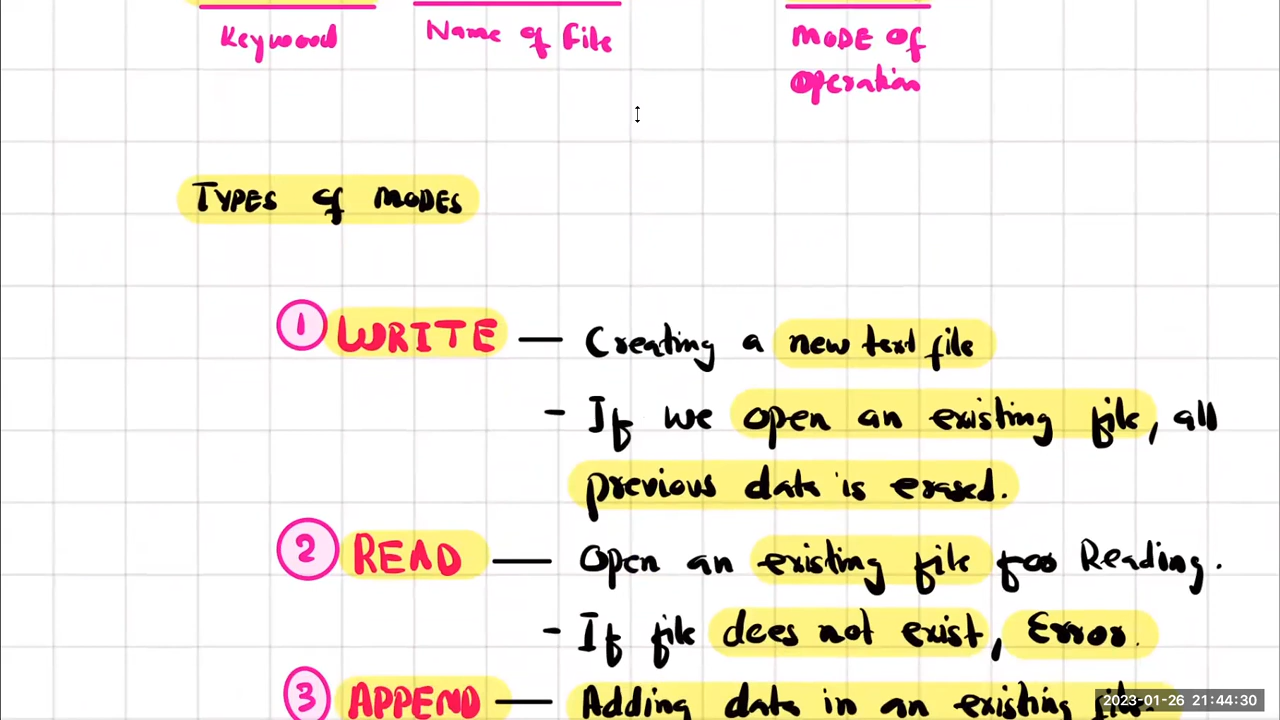 Keyword Name of File MODE OF
operation
TYPES of MODES
1 WRITE — Creating a new text file
- If we open an existing file, all
previous data is erased.
2 READ — Open an existing file for Reading.
- If file does not exist, Error.
3 APPEND — Adding data in an existing file.
2023-01-26 21:44:30